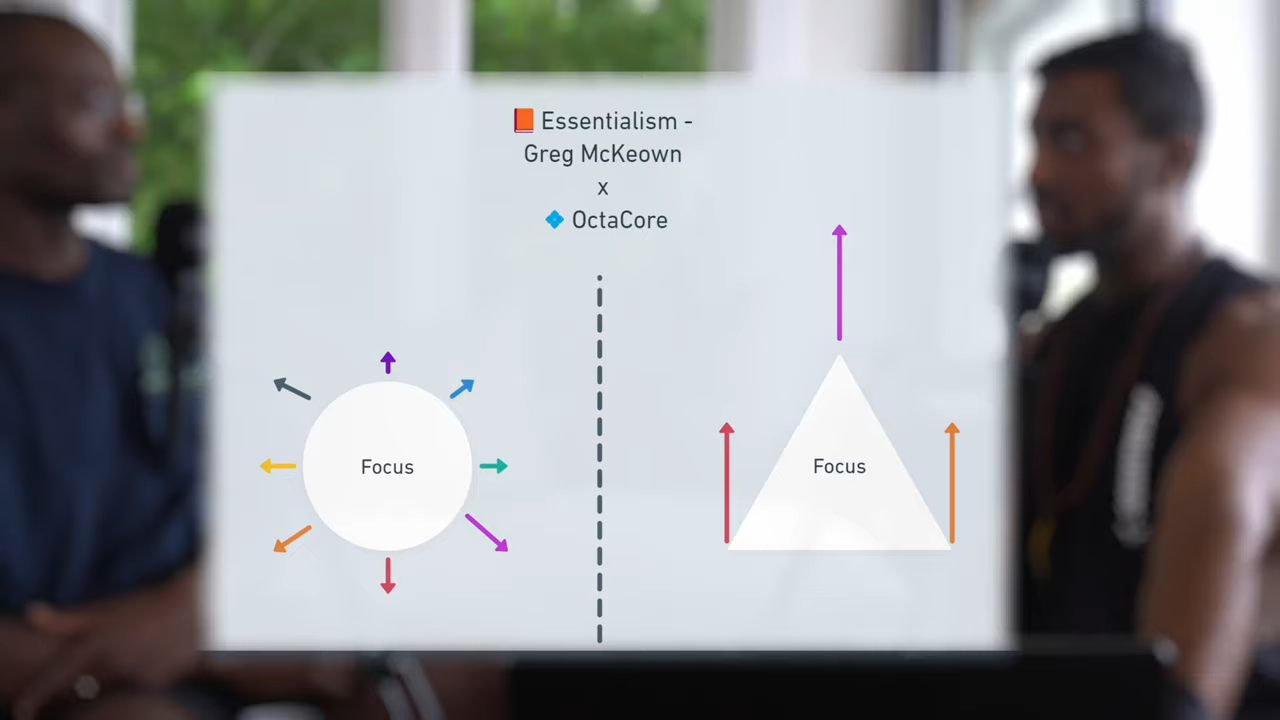 📙 Essentialism -
Greg McKeown
x
💠 OctaCore
Focus
Focus